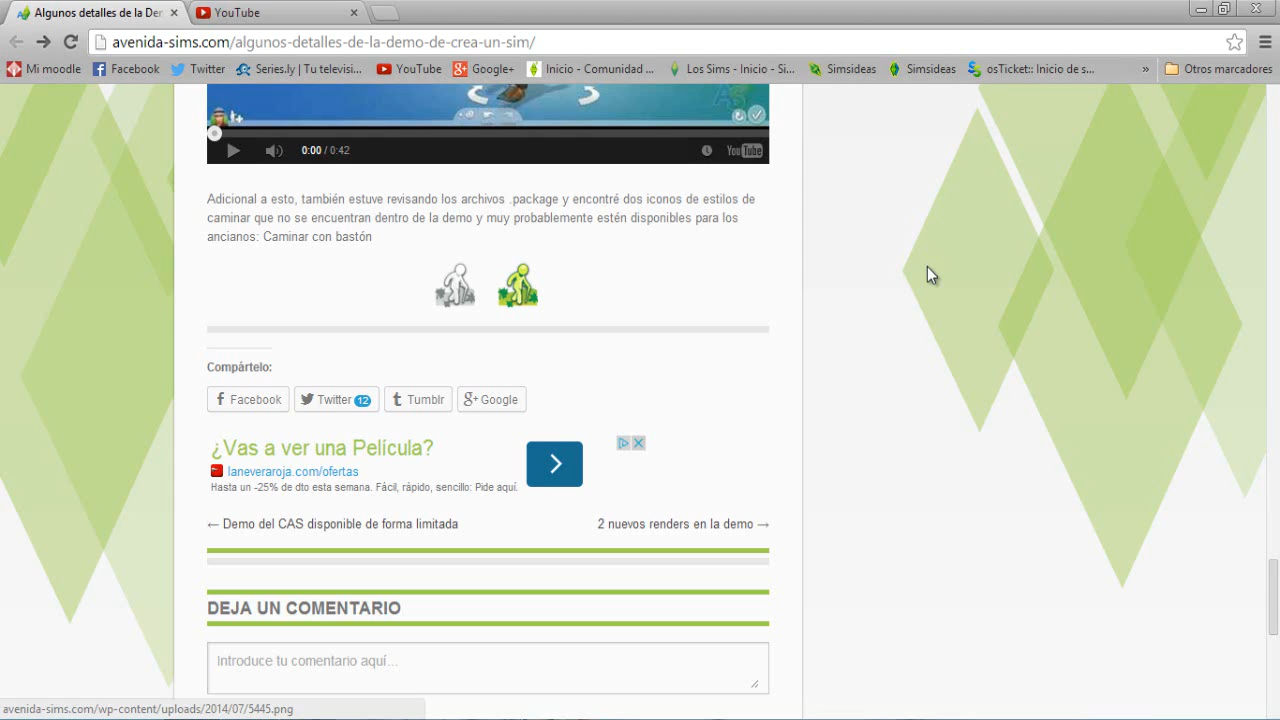 Algunos detalles de la Den
YouTube
avenida-sims.com/algunos-detalles-de-la-demo-de-crea-un-sim/
Mi moodle
Facebook
Twitter
Series.ly | Tu televisi...
YouTube
Google+
Inicio - Comunidad ...
Los Sims - Inicio - Si...
Simsideas
Simsideas
osTicket:: Inicio de s...
»
Otros marcadores
0:00 / 0:42
YouTube
Adicional a esto, también estuve revisando los archivos .package y encontré dos iconos de estilos de
caminar que no se encuentran dentro de la demo y muy probablemente estén disponibles para los
ancianos: Caminar con bastón
Compártelo:
Facebook
Twitter 12
Tumblr
Google
¿Vas a ver una Película?
laneveraroja.com/ofertas
Hasta un -25% de dto esta semana. Fácil, rápido, sencillo: Pide aquí.
← Demo del CAS disponible de forma limitada
2 nuevos renders en la demo →
DEJA UN COMENTARIO
Introduce tu comentario aquí...
avenida-sims.com/wp-content/uploads/2014/07/5445.png